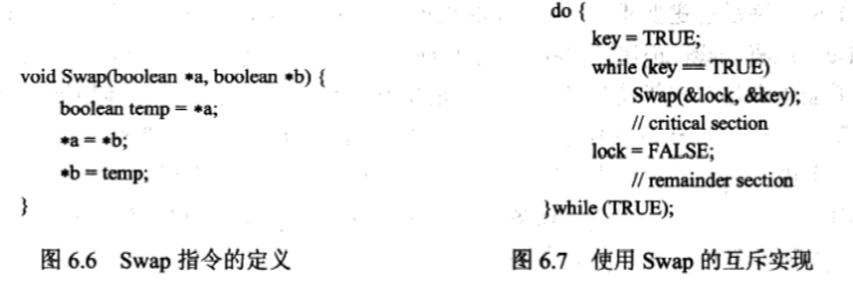 void Swap(boolean *a, boolean *b) {
boolean temp = *a;
*a = *b;
*b = temp;
}
图 6.6 Swap 指令的定义
do {
key = TRUE;
while (key == TRUE)
Swap(&lock, &key);
// critical section
lock = FALSE;
// remainder section
}while (TRUE);
图 6.7 使用 Swap 的互斥实现